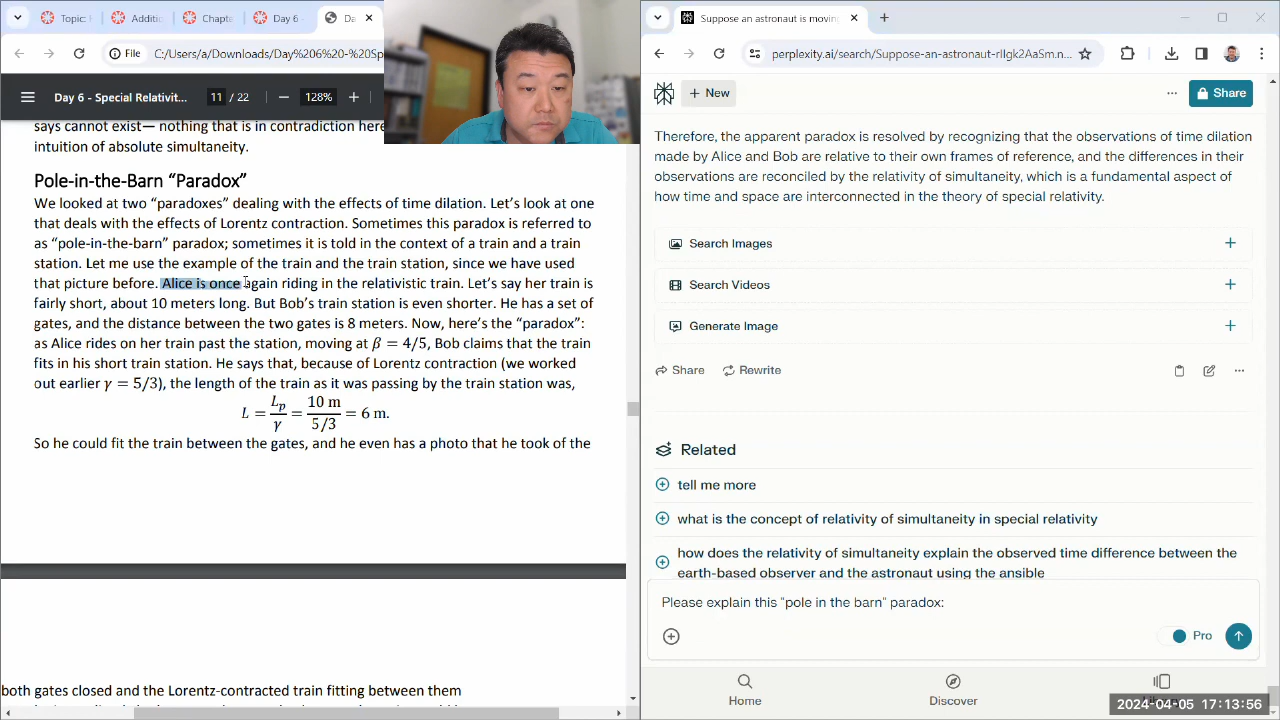 Topic:
Additio
Chapte
Day 6
Da
File
C:/Users/a/Downloads/Day%206%20-%20Sp
Day 6 - Special Relativit...
11 / 22
128%
says cannot exist— nothing that is in contradiction here
intuition of absolute simultaneity.
Pole-in-the-Barn “Paradox”
We looked at two “paradoxes” dealing with the effects of time dilation. Let’s look at one
that deals with the effects of Lorentz contraction. Sometimes this paradox is referred to
as “pole-in-the-barn” paradox; sometimes it is told in the context of a train and a train
station. Let me use the example of the train and the train station, since we have used
that picture before. Alice is once again riding in the relativistic train. Let’s say her train is
fairly short, about 10 meters long. But Bob’s train station is even shorter. He has a set of
gates, and the distance between the two gates is 8 meters. Now, here’s the “paradox”:
as Alice rides on her train past the station, moving at β = 4/5, Bob claims that the train
fits in his short train station. He says that, because of Lorentz contraction (we worked
out earlier γ = 5/3), the length of the train as it was passing by the train station was,
L = Lp/γ = 10 m/5/3 = 6 m.
So he could fit the train between the gates, and he even has a photo that he took of the
both gates closed and the Lorentz-contracted train fitting between them
Suppose an astronaut is movin
perplexity.ai/search/Suppose-an-astronaut-rIIgk2AaSm.n...
New
Share
Therefore, the apparent paradox is resolved by recognizing that the observations of time dilation
made by Alice and Bob are relative to their own frames of reference, and the differences in their
observations are reconciled by the relativity of simultaneity, which is a fundamental aspect of
how time and space are interconnected in the theory of special relativity.
Search Images
Search Videos
Generate Image
Share
Rewrite
Related
tell me more
what is the concept of relativity of simultaneity in special relativity
how does the relativity of simultaneity explain the observed time difference between the
earth-based observer and the astronaut using the ansible
Please explain this "pole in the barn" paradox:
Pro
Home
Discover
2024-04-05 17:13:56